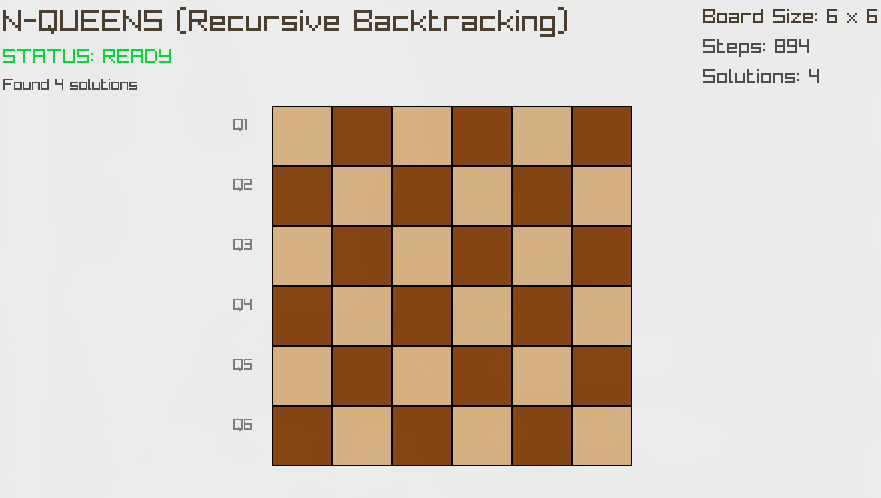 N-QUEENS (Recursive Backtracking)
STATUS: READY
Found 4 solutions
Board Size: 6 x 6
Steps: 894
Solutions: 4
Q1
Q2
Q3
Q4
Q5
Q6